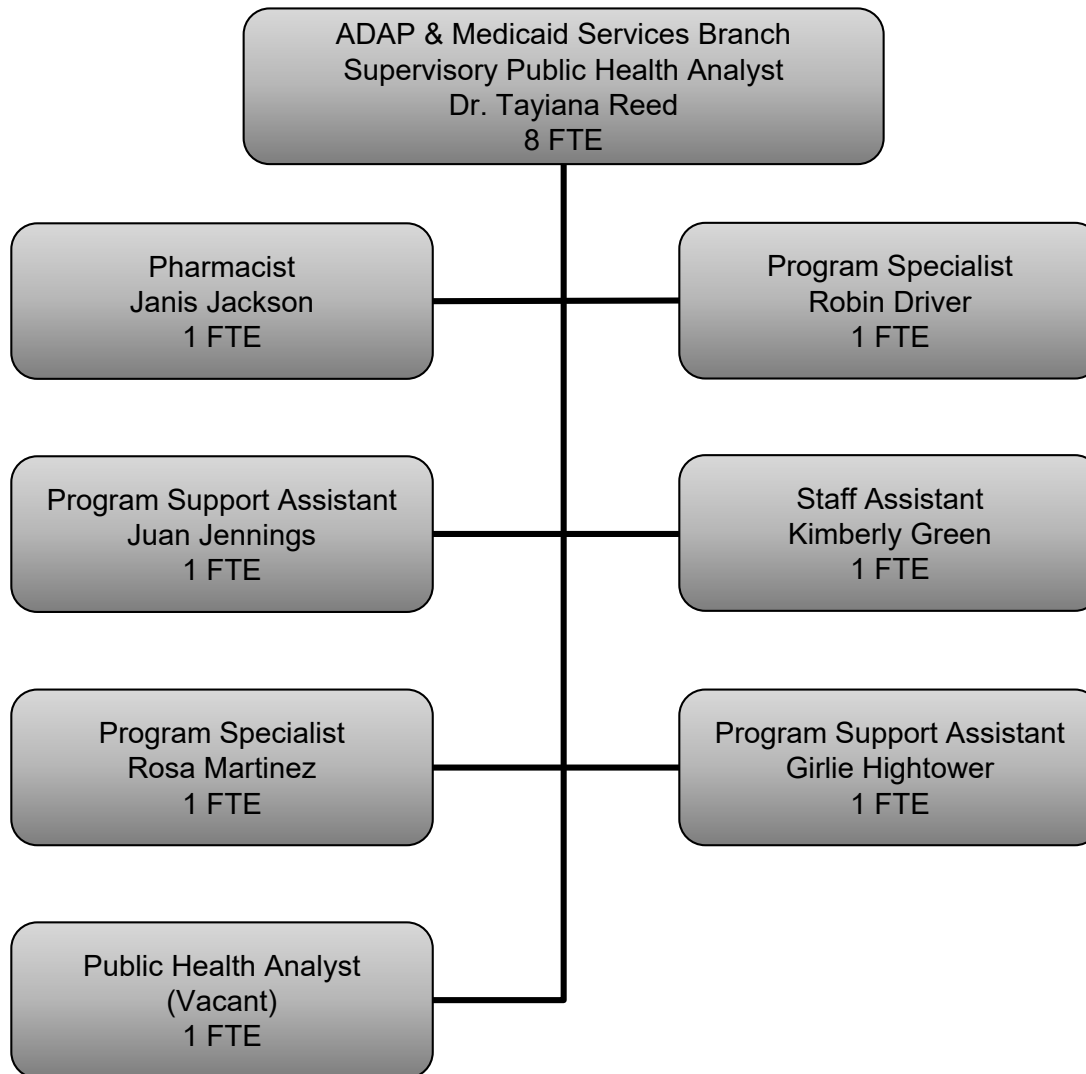 ADAP & Medicaid Services Branch
Supervisory Public Health Analyst
Dr. Tayiana Reed
8 FTE
Pharmacist
Janis Jackson
1 FTE
Program Specialist
Robin Driver
1 FTE
Program Support Assistant
Juan Jennings
1 FTE
Staff Assistant
Kimberly Green
1 FTE
Program Specialist
Rosa Martinez
1 FTE
Program Support Assistant
Girlie Hightower
1 FTE
Public Health Analyst
(Vacant)
1 FTE